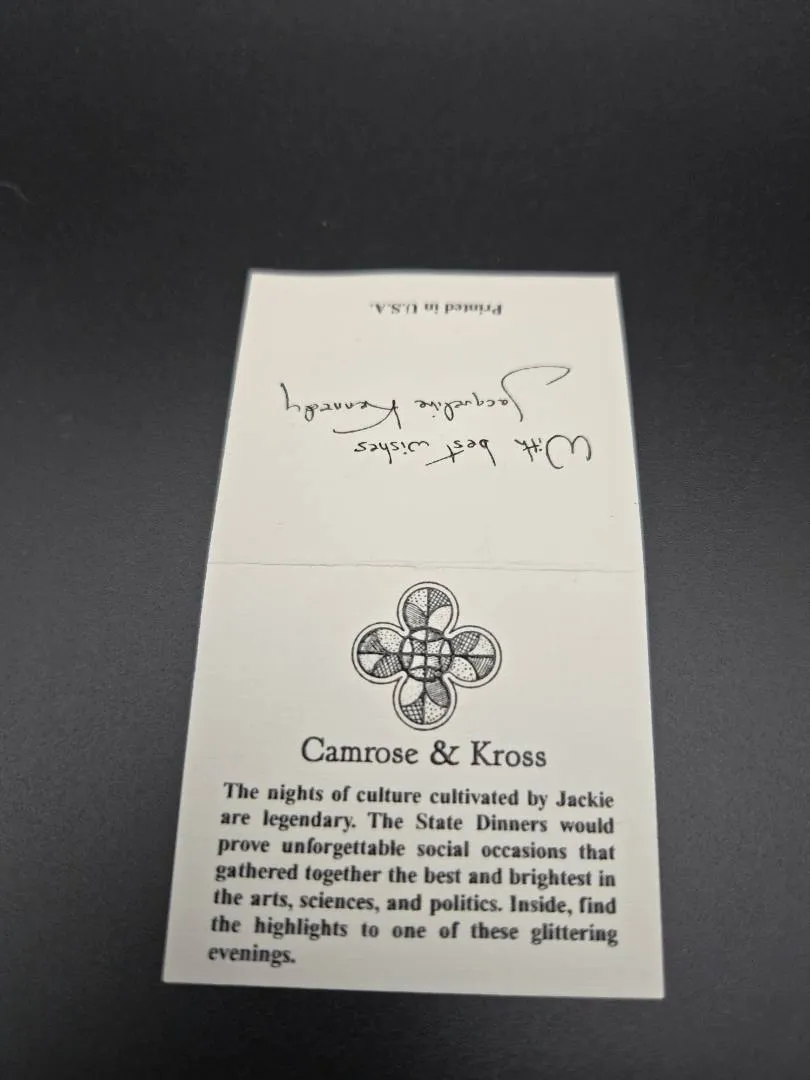 Printed in U.S.A.
With best wishes
Jacqueline Kennedy
Camrose & Kross
The nights of culture cultivated by Jackie
are legendary. The State Dinners would
prove unforgettable social occasions that
gathered together the best and brightest in
the arts, sciences, and politics. Inside, find
the highlights to one of these glittering
evenings.